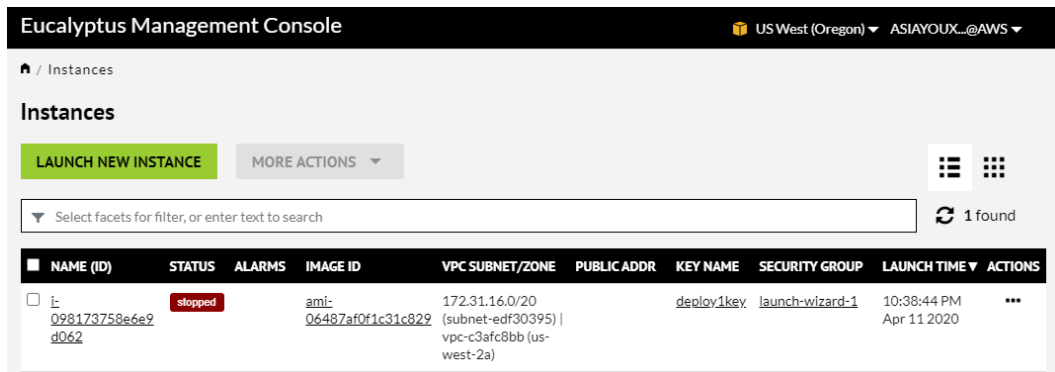 Eucalyptus Management Console
US West (Oregon) ASIAYOUX...@AWS
/ Instances
Instances
LAUNCH NEW INSTANCE MORE ACTIONS
Select facets for filter, or enter text to search 1 found
NAME (ID) STATUS ALARMS IMAGE ID VPC SUBNET/ZONE PUBLIC ADDR KEY NAME SECURITY GROUP LAUNCH TIME ACTIONS
i-
098173758e6e9
d062
stopped
ami-
06487af0f1c31c829
172.31.16.0/20
(subnet-edf30395) |
vpc-c3afc8bb (us-
west-2a)
deploy1key
launch-wizard-1
10:38:44 PM
Apr 11 2020